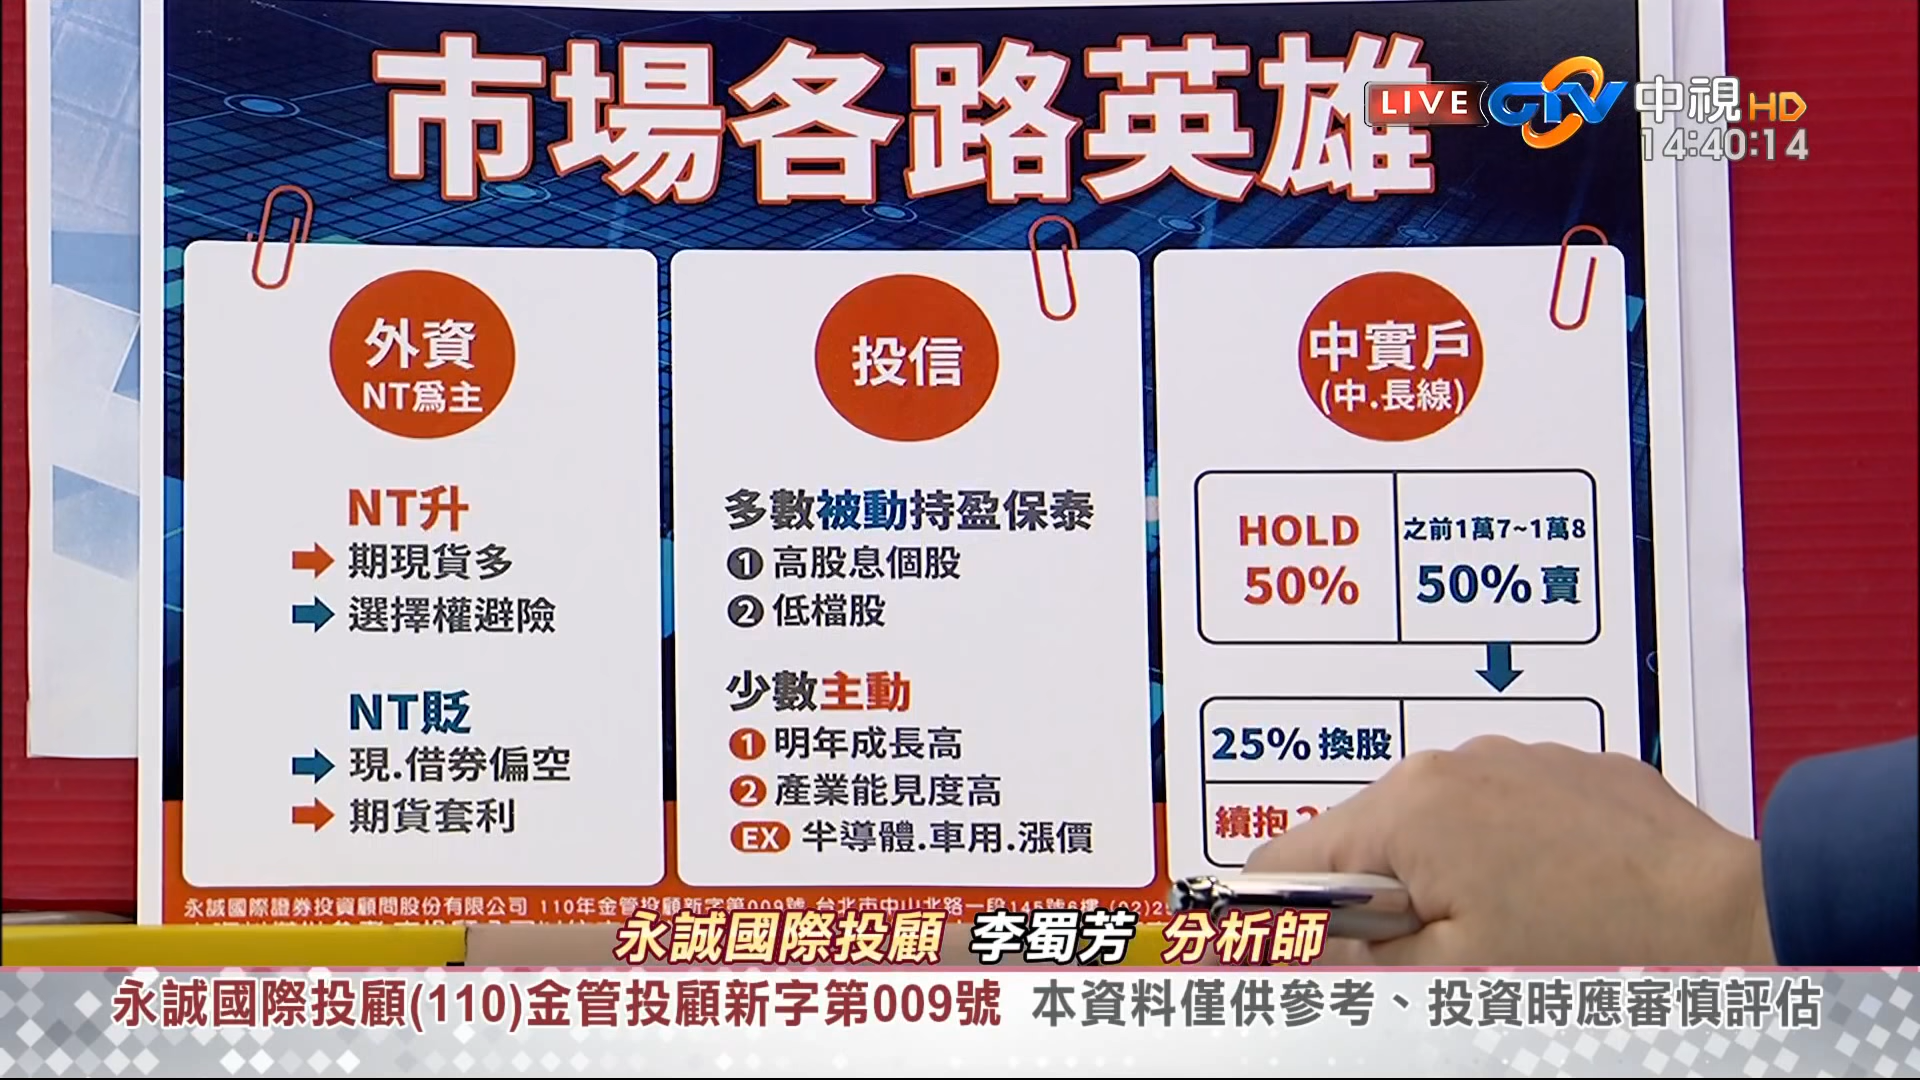 市場各路英雄
LIVE CTV 中視HD
14:40:14
外資
NT爲主
NT升
期現貨多
選擇權避險
NT貶
現.借券偏空
期貨套利
投信
多數被動持盈保泰
1 高股息個股
2 低檔股
少數主動
1 明年成長高
2 產業能見度高
EX 半導體.車用.漲價
中實戶
(中.長線)
HOLD
50%
之前1萬7~1萬8
50%賣
25%換股
續抱
永誠國際證券投資顧問股份有限公司 110年金管投顧新字第009號 台北市中山北路一段145號6樓 (02)2
永誠國際投顧 李蜀芳 分析師
永誠國際投顧(110)金管投顧新字第009號 本資料僅供參考、投資時應審慎評估